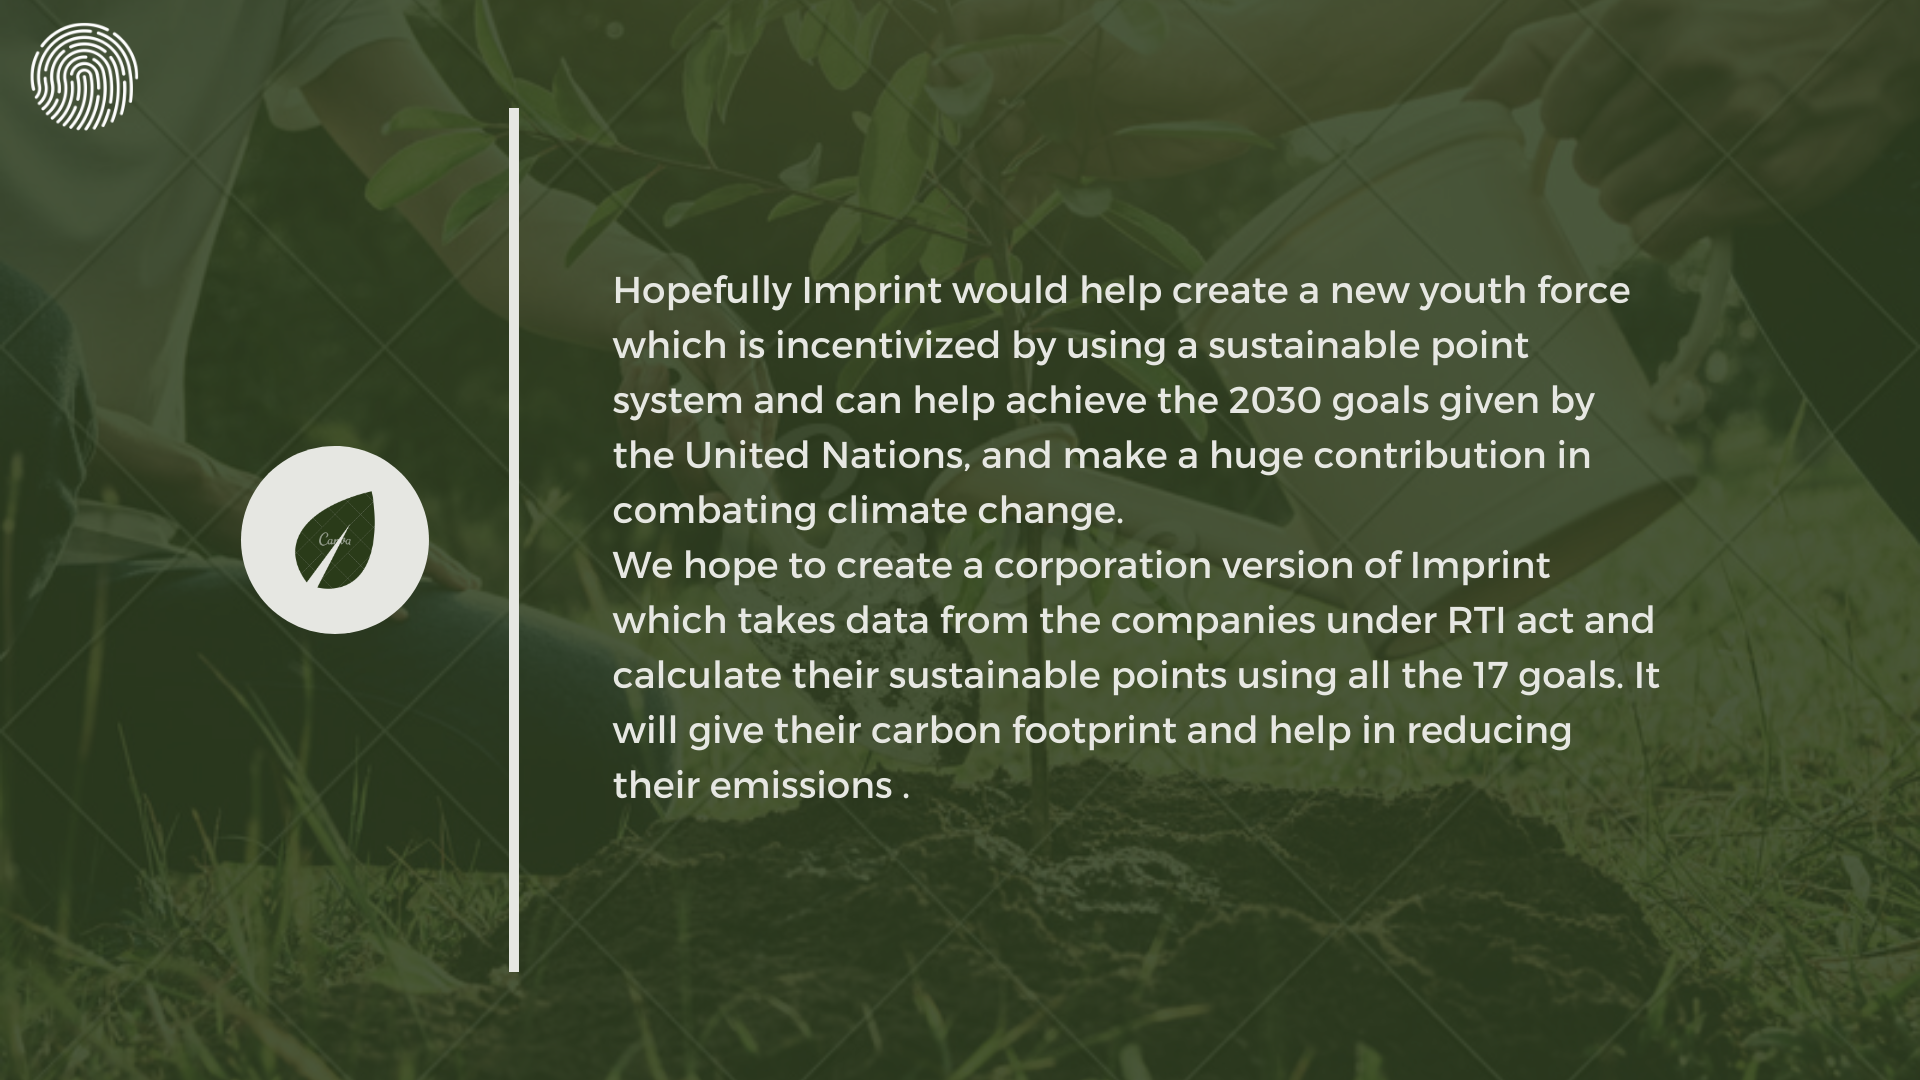 Canva
Hopefully Imprint would help create a new youth force
which is incentivized by using a sustainable point
system and can help achieve the 2030 goals given by
the United Nations, and make a huge contribution in
combating climate change.
We hope to create a corporation version of Imprint
which takes data from the companies under RTI act and
calculate their sustainable points using all the 17 goals. It
will give their carbon footprint and help in reducing
their emissions .